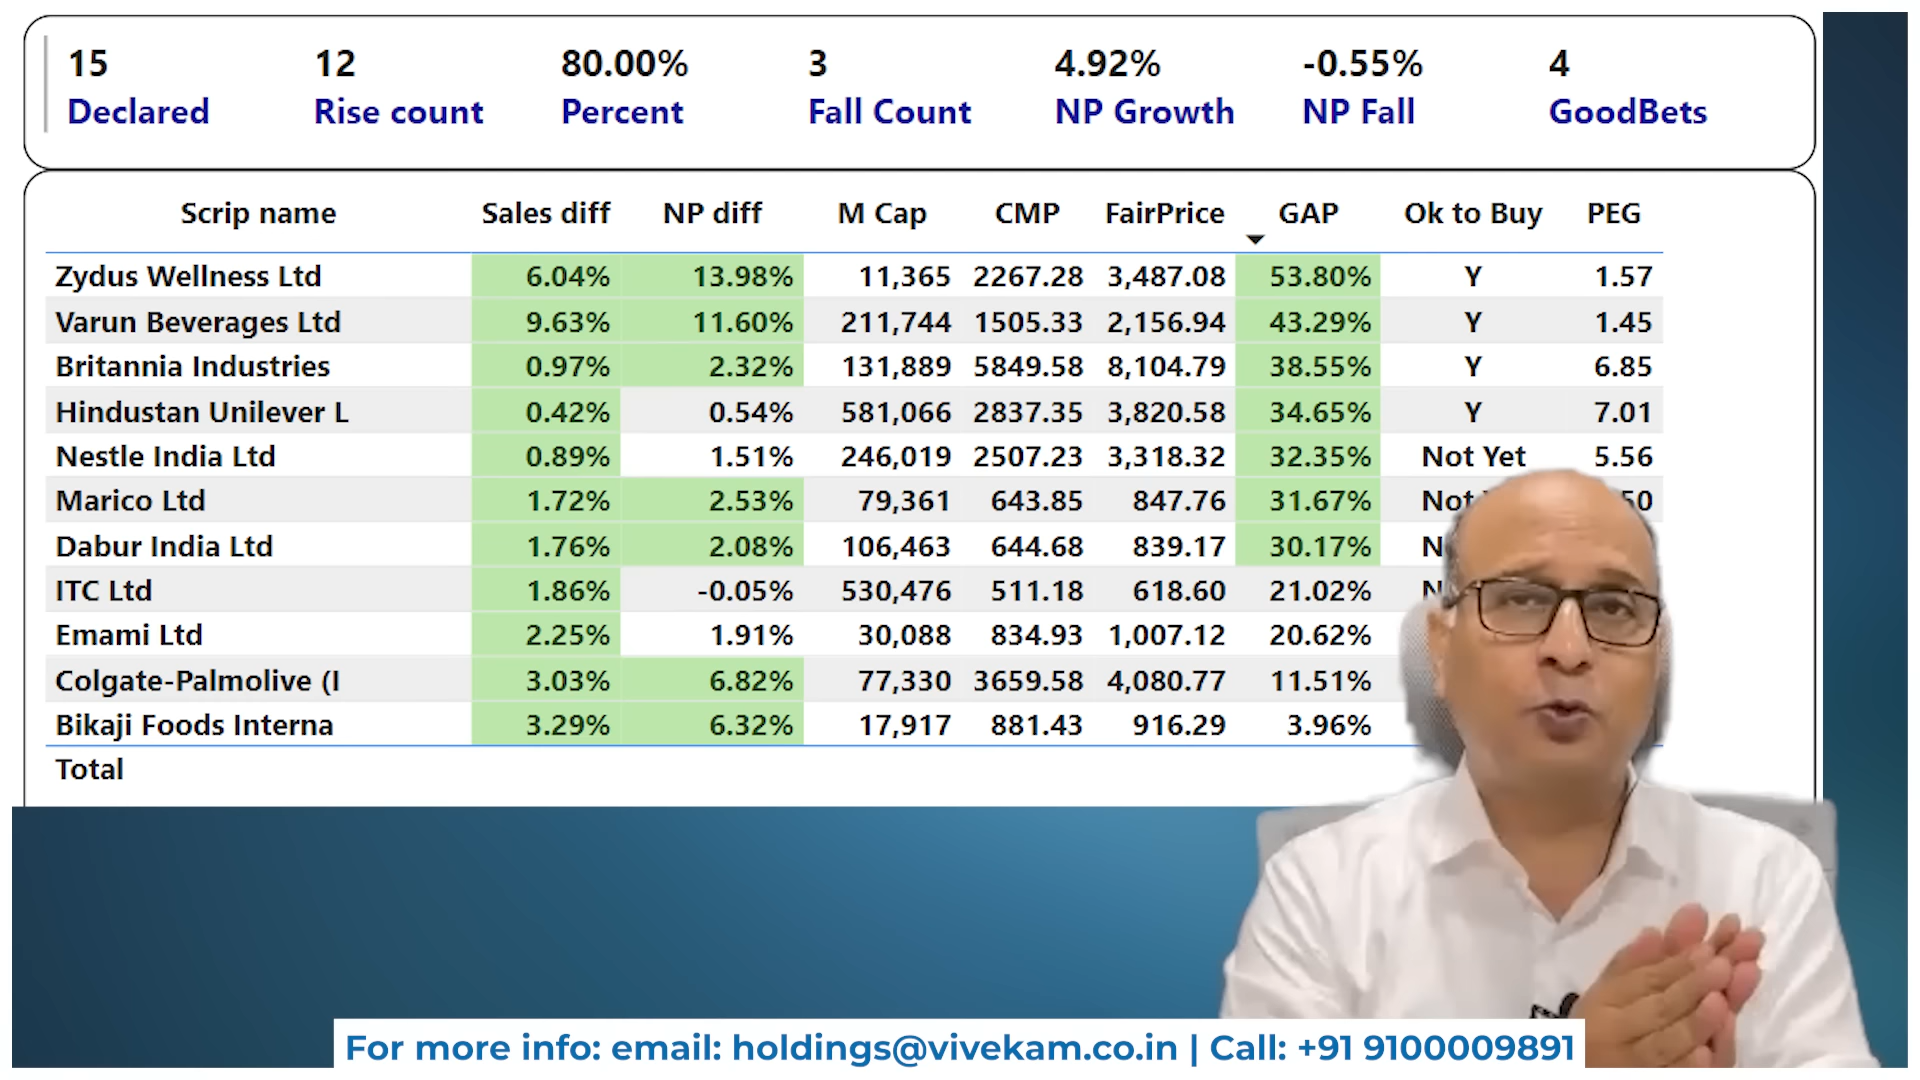 15 12 80.00% 3 4.92% -0.55% 4
Declared Rise count Percent Fall Count NP Growth NP Fall GoodBets
Scrip name Sales diff NP diff M Cap CMP FairPrice GAP Ok to Buy PEG
Zydus Wellness Ltd 6.04% 13.98% 11,365 2267.28 3,487.08 53.80% Y 1.57
Varun Beverages Ltd 9.63% 11.60% 211,744 1505.33 2,156.94 43.29% Y 1.45
Britannia Industries 0.97% 2.32% 131,889 5849.58 8,104.79 38.55% Y 6.85
Hindustan Unilever L 0.42% 0.54% 581,066 2837.35 3,820.58 34.65% Y 7.01
Nestle India Ltd 0.89% 1.51% 246,019 2507.23 3,318.32 32.35% Not Yet 5.56
Marico Ltd 1.72% 2.53% 79,361 643.85 847.76 31.67% Not
Dabur India Ltd 1.76% 2.08% 106,463 644.68 839.17 30.17%
ITC Ltd 1.86% -0.05% 530,476 511.18 618.60 21.02%
Emami Ltd 2.25% 1.91% 30,088 834.93 1,007.12 20.62%
Colgate-Palmolive (I 3.03% 6.82% 77,330 3659.58 4,080.77 11.51%
Bikaji Foods Interna 3.29% 6.32% 17,917 881.43 916.29 3.96%
Total
For more info: email: holdings@vivekam.co.in | Call: +91 9100009891